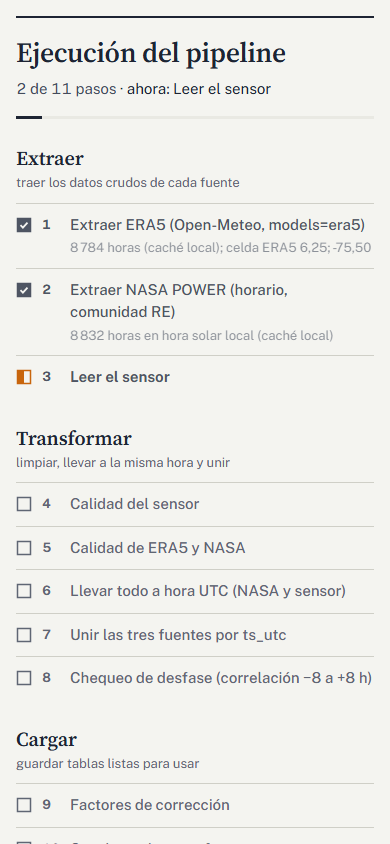 Ejecución del pipeline
2 de 11 pasos · ahora: Leer el sensor
Extraer
traer los datos crudos de cada fuente
1 Extraer ERA5 (Open-Meteo, models=era5)
8 784 horas (caché local); celda ERA5 6,25; -75,50
2 Extraer NASA POWER (horario,
comunidad RE)
8 832 horas en hora solar local (caché local)
3 Leer el sensor
Transformar
limpiar, llevar a la misma hora y unir
4 Calidad del sensor
5 Calidad de ERA5 y NASA
6 Llevar todo a hora UTC (NASA y sensor)
7 Unir las tres fuentes por ts_utc
8 Chequeo de desfase (correlación −8 a +8 h)
Cargar
guardar tablas listas para usar
9 Factores de corrección